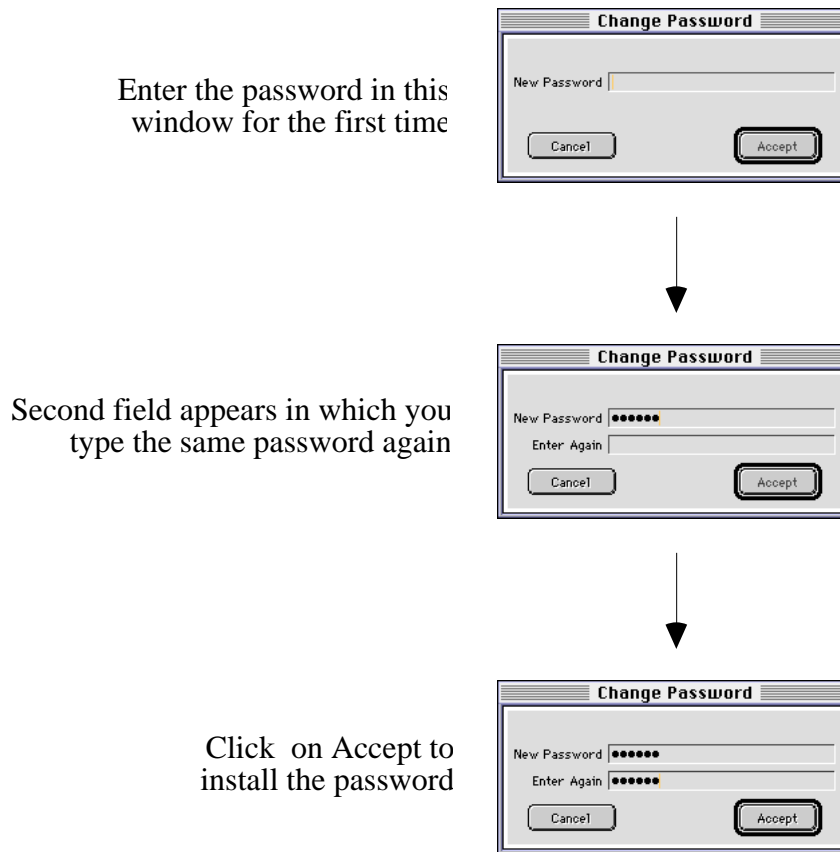 Change Password
Enter the password in this
window for the first time
New Password
Cancel Accept
Change Password
Second field appears in which you
type the same password again
New Password ●●●●●●
Enter Again
Cancel Accept
Change Password
Click on Accept to
install the password
New Password ●●●●●●
Enter Again ●●●●●●
Cancel Accept